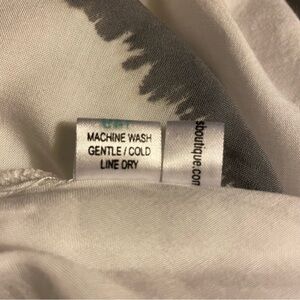 MACHINE WASH
GENTLE / COLD
LINE DRY
sboutique.com